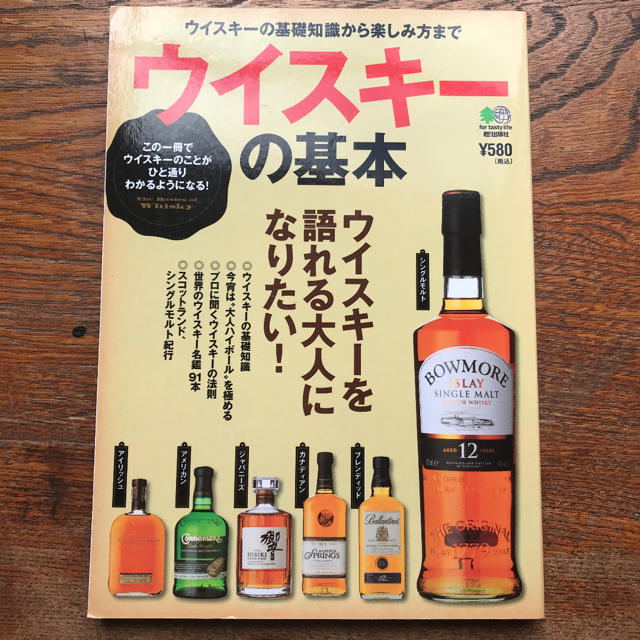 ウイスキーの基礎知識から楽しみ方まで
ウイスキー
の基本
for tasty life
枻出版社
¥580
(税込)
この一冊で
ウイスキーのことが
ひと通り
わかるようになる!
The Basics of
Whisky
ウイスキーを
語れる大人に
なりたい!
◎ウイスキーの基礎知識
◎今宵は“大人ハイボール”を極める
◎プロに聞くウイスキーの法則
◎世界のウイスキー名鑑 91本
◎スコットランド、
シングルモルト紀行
シングルモルト
BOWMORE
ISLAY
SINGLE MALT
SCOTCH WHISKY
AGED 12 YEARS
THE ORIGINAL
ISLAY
アイリッシュ
アメリカン
Connemara
ジャパニーズ
響
HIBIKI
カナディアン
ALBERTA
SPRINGS
ブレンディッド
Ballantine's
12